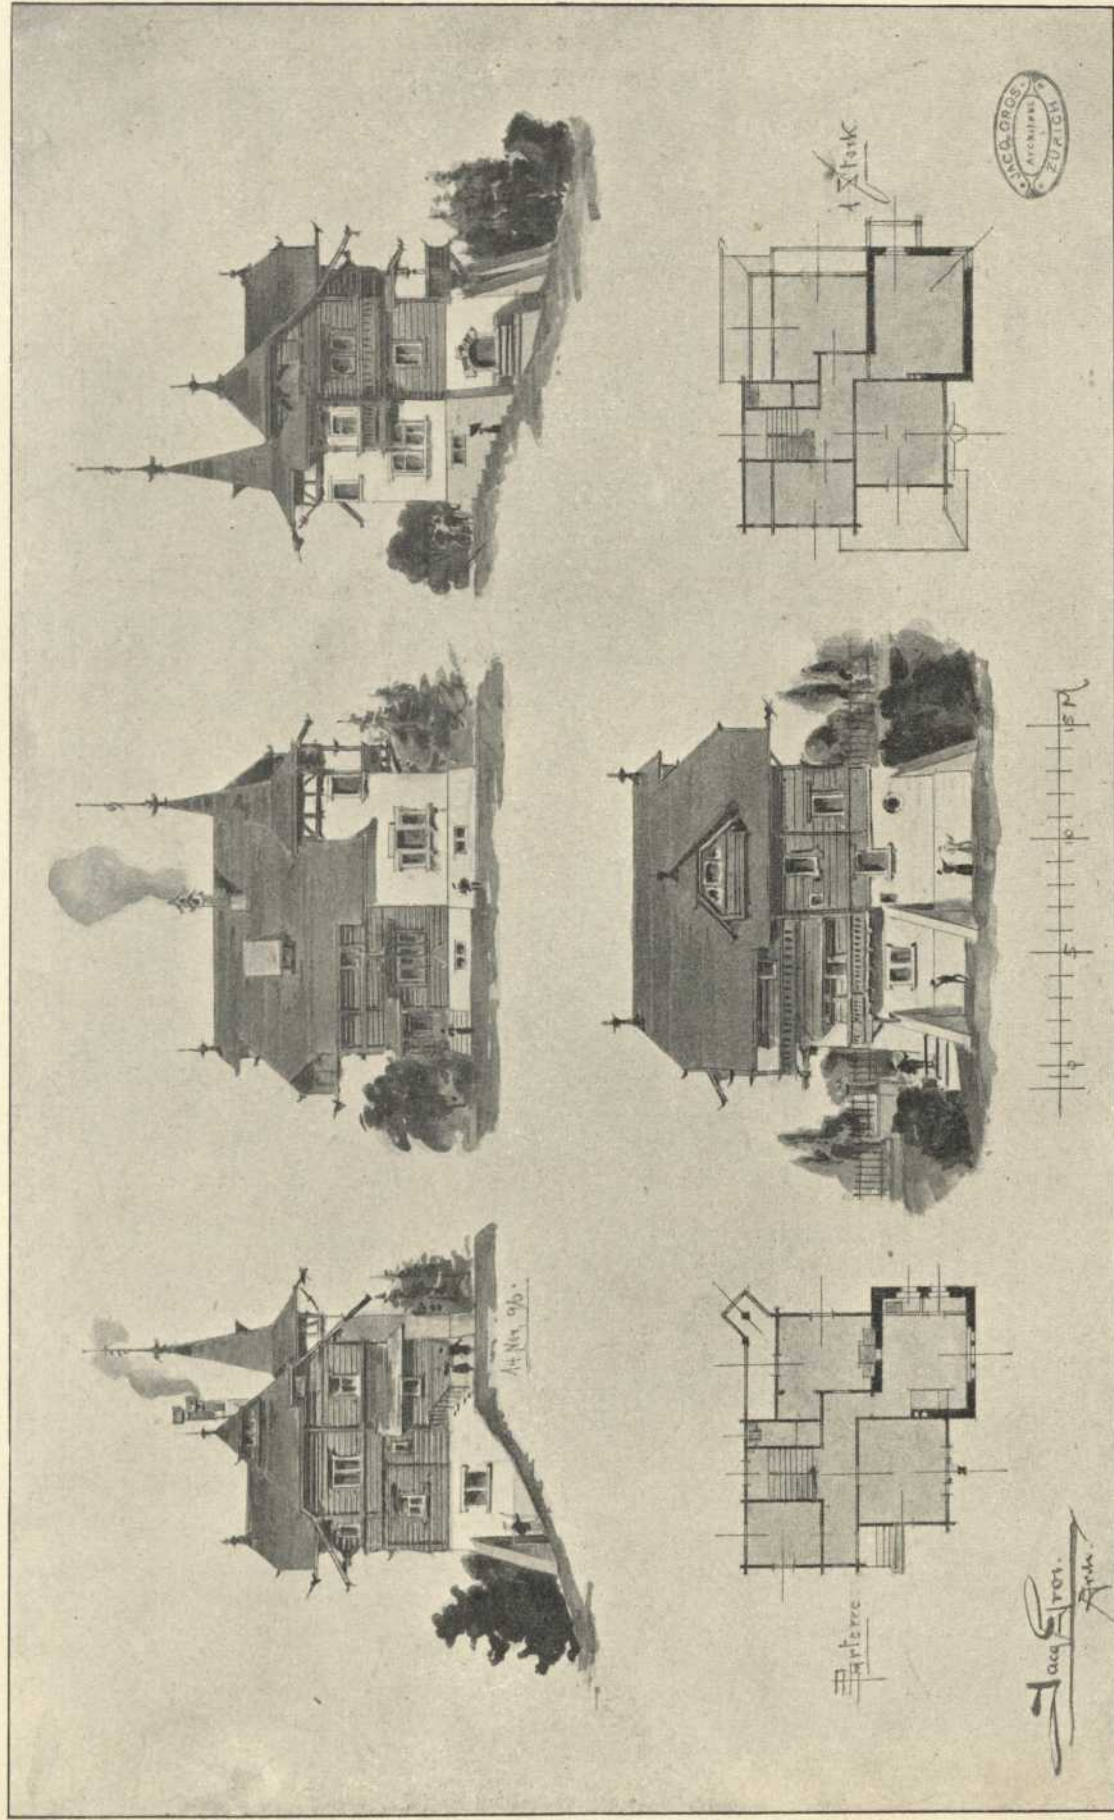 14 Nov. 96.
Parterre
1 Stock
0
5
10
15 M
Jacq Gros.
Arch.
JACQ. GROS.
Architekt
ZÜRICH